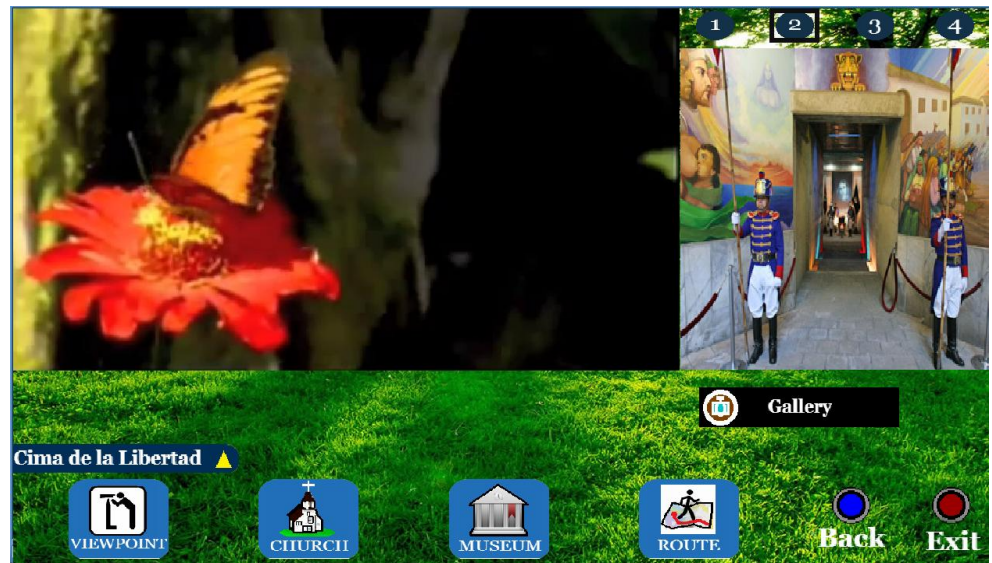 1 2 3 4
Gallery
Cima de la Libertad
VIEWPOINT CHURCH MUSEUM ROUTE Back Exit